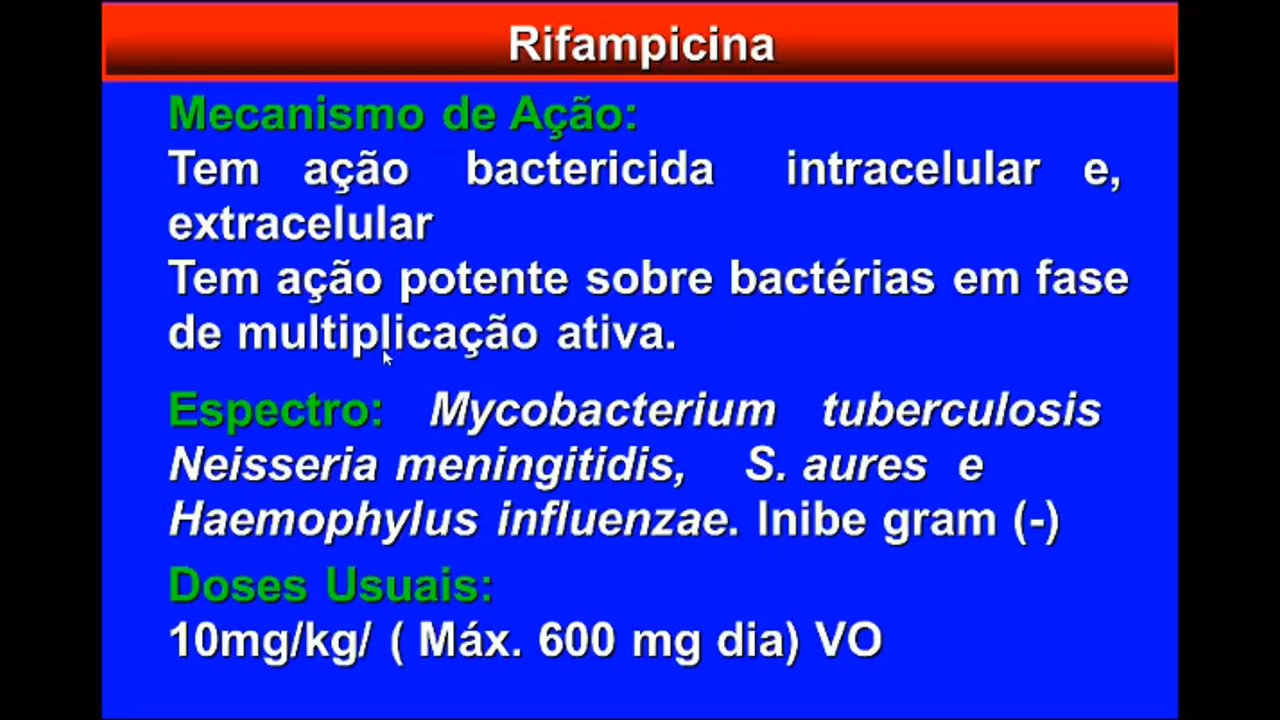 Rifampicina
Mecanismo de Ação:
Tem ação bactericida intracelular e,
extracelular
Tem ação potente sobre bactérias em fase
de multiplicação ativa.
Espectro: Mycobacterium tuberculosis
Neisseria meningitidis, S. aures e
Haemophylus influenzae. Inibe gram (-)
Doses Usuais:
10mg/kg/ ( Máx. 600 mg dia) VO